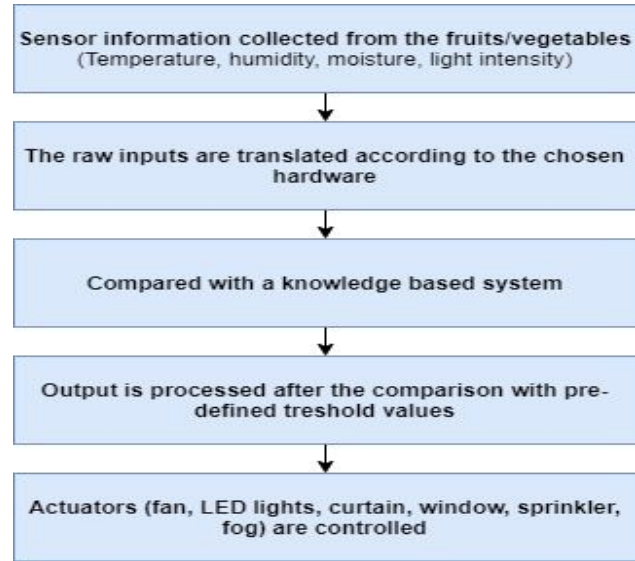 Sensor information collected from the fruits/vegetables
(Temperature, humidity, moisture, light intensity)
The raw inputs are translated according to the chosen
hardware
Compared with a knowledge based system
Output is processed after the comparison with pre-
defined treshold values
Actuators (fan, LED lights, curtain, window, sprinkler,
fog) are controlled